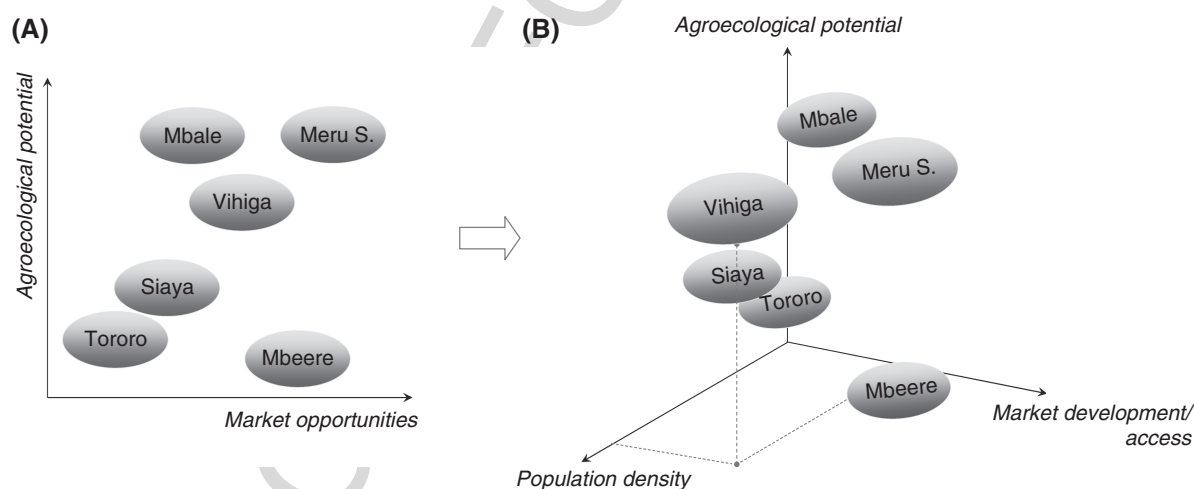 (A)
Agroecological potential
Mbale
Meru S.
Vihiga
Siaya
Tororo
Mbeere
Market opportunities
(B)
Agroecological potential
Mbale
Meru S.
Vihiga
Siaya
Tororo
Mbeere
Market development/
access
Population density